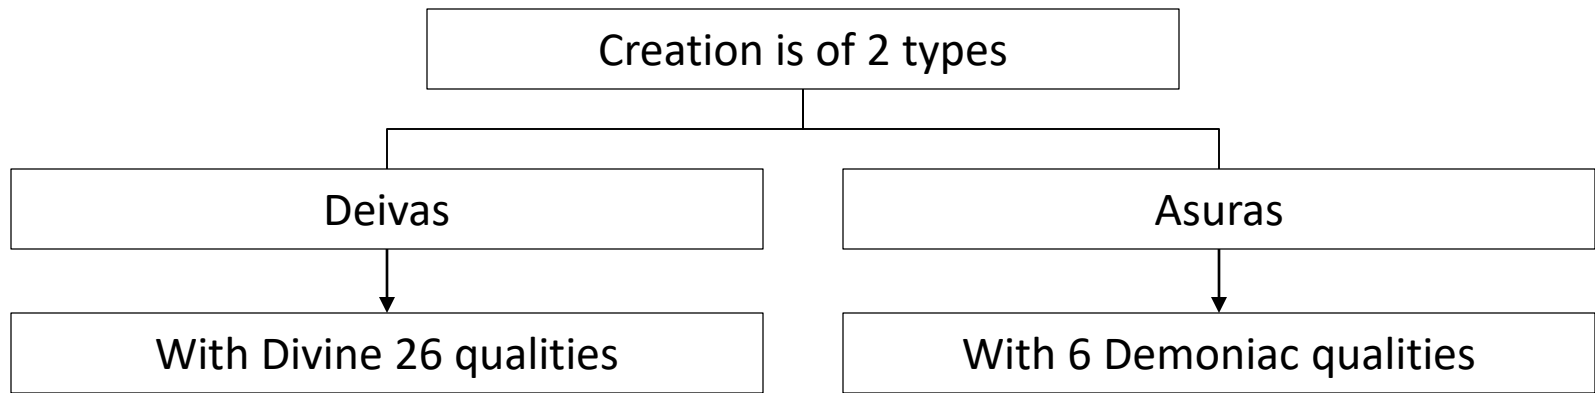 Creation is of 2 types
Deivas
Asuras
With Divine 26 qualities
With 6 Demoniac qualities